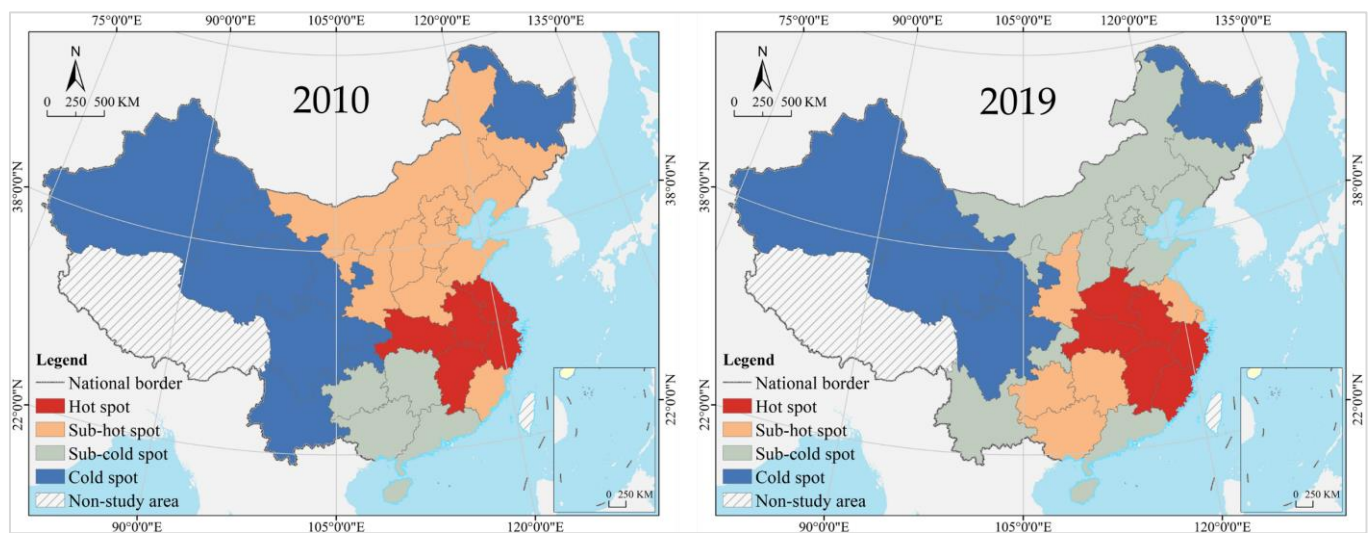 75°0'0"E 90°0'0"E 105°0'0"E 120°0'0"E 135°0'0"E
N
0 250 500 KM
2010
38°0'0"N
22°0'0"N
38°0'0"N
22°0'0"N
Legend
National border
Hot spot
Sub-hot spot
Sub-cold spot
Cold spot
Non-study area
0 250 KM
90°0'0"E 105°0'0"E 120°0'0"E
75°0'0"E 90°0'0"E 105°0'0"E 120°0'0"E 135°0'0"E
N
0 250 500 KM
2019
38°0'0"N
22°0'0"N
38°0'0"N
22°0'0"N
Legend
National border
Hot spot
Sub-hot spot
Sub-cold spot
Cold spot
Non-study area
0 250 KM
90°0'0"E 105°0'0"E 120°0'0"E